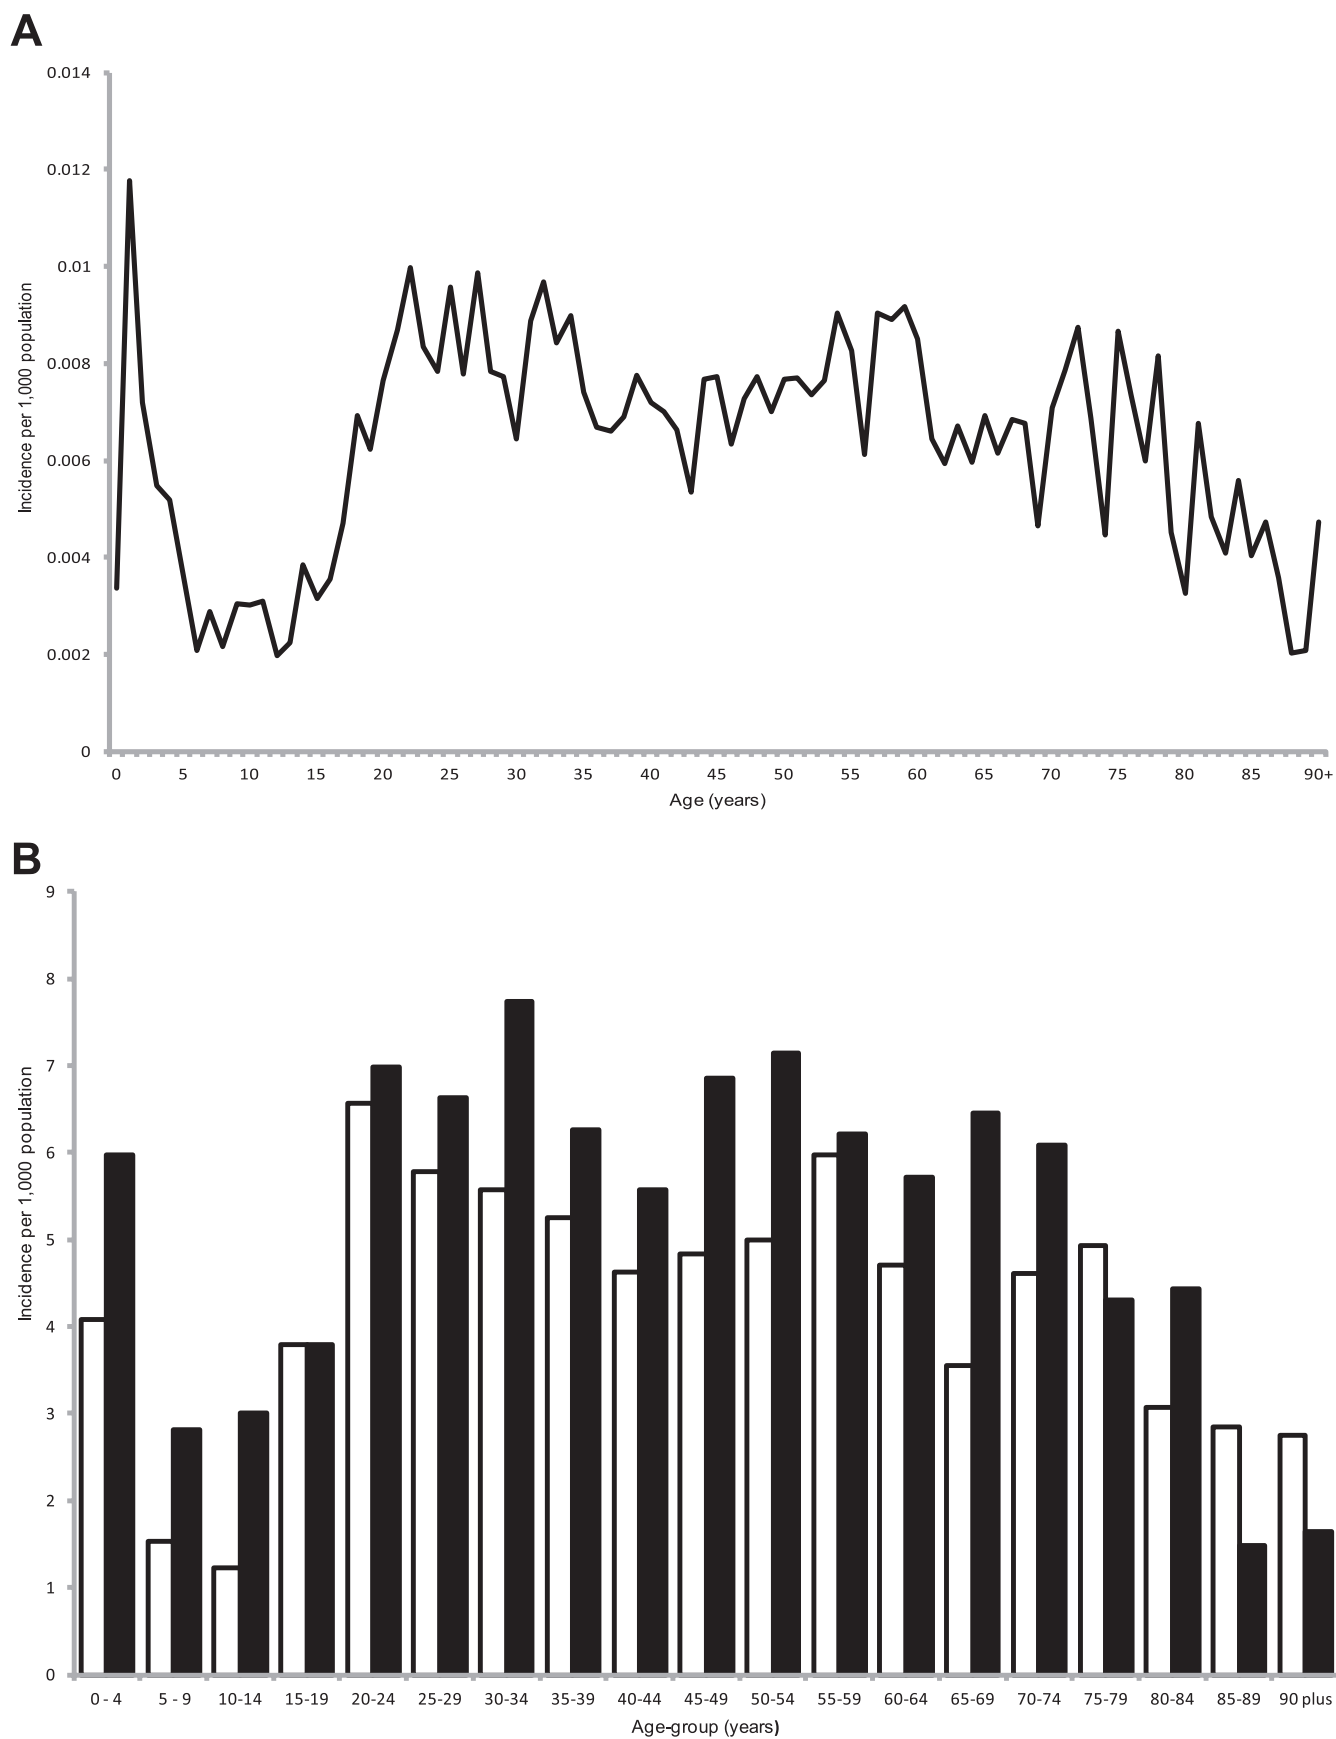 A
0.014
0.012
0.01
0.008
0.006
0.004
0.002
0
Incidence per 1,000 population
0 5 10 15 20 25 30 35 40 45 50 55 60 65 70 75 80 85 90+
Age (years)
B
9
8
7
6
5
4
3
2
1
0
Incidence per 1,000 population
0 - 4 5 - 9 10-14 15-19 20-24 25-29 30-34 35-39 40-44 45-49 50-54 55-59 60-64 65-69 70-74 75-79 80-84 85-89 90 plus
Age-group (years)